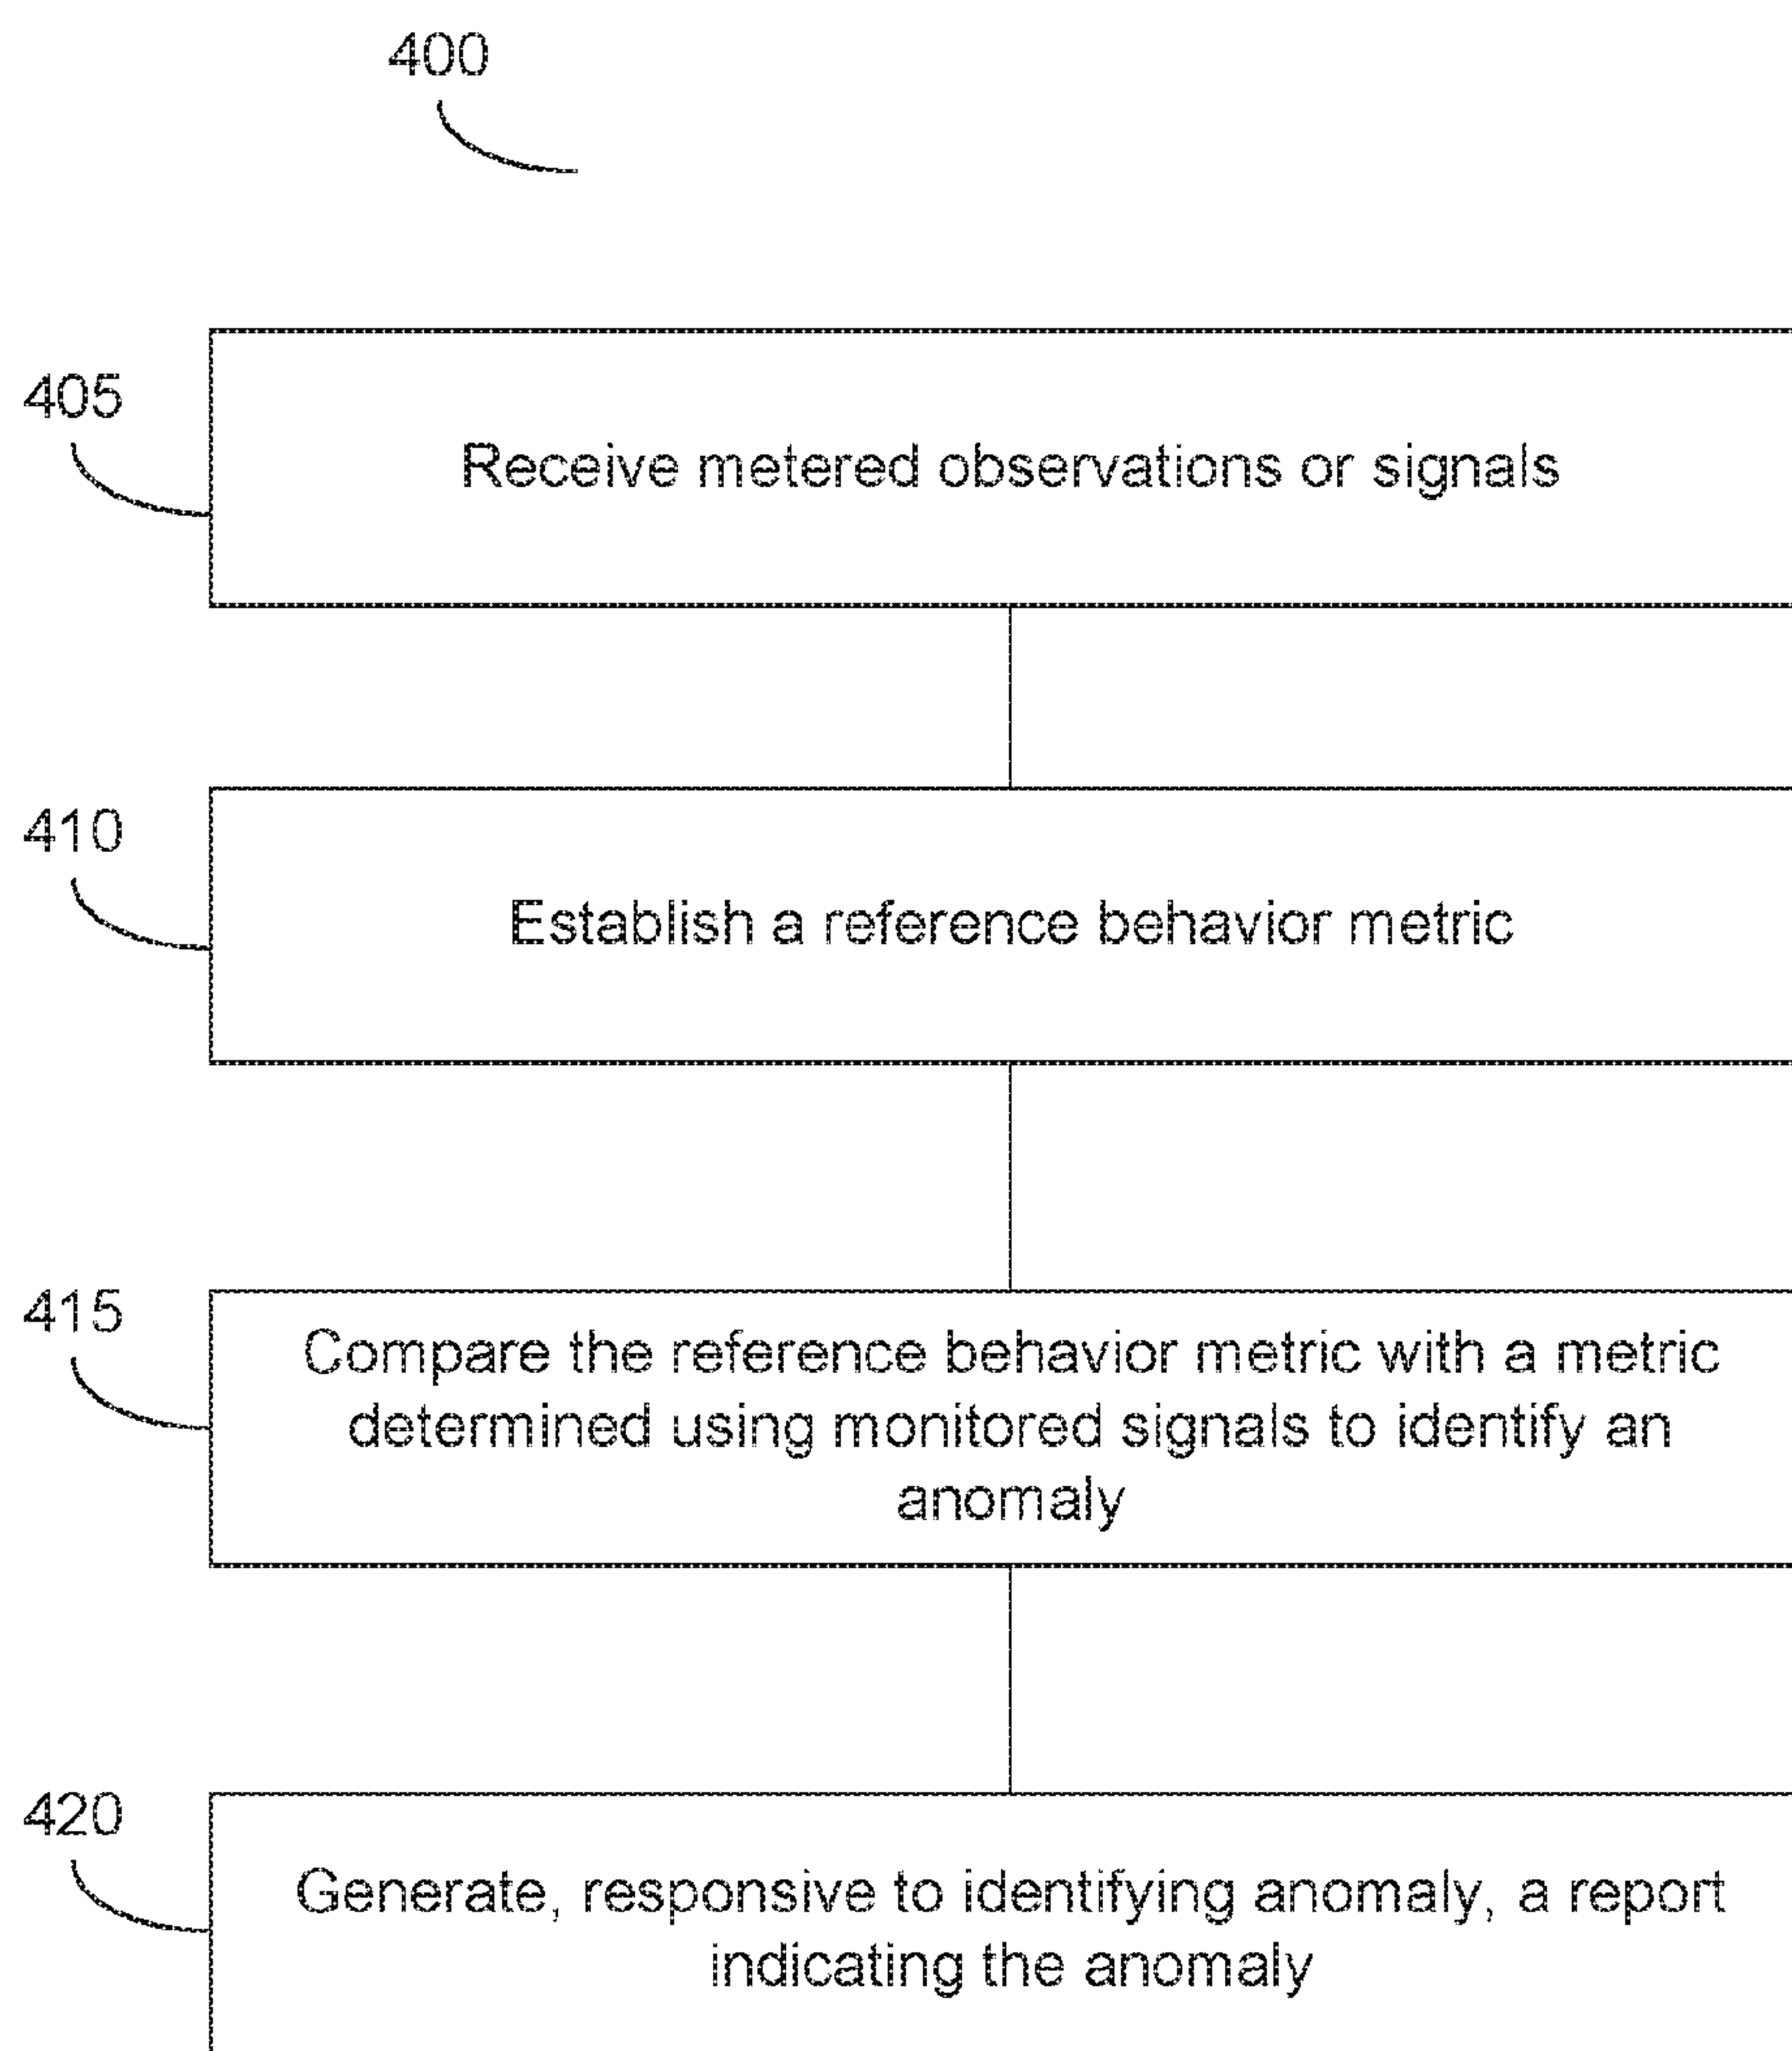 400
405
Receive metered observations or signals
410
Establish a reference behavior metric
415
Compare the reference behavior metric with a metric
determined using monitored signals to identify an
anomaly
420
Generate, responsive to identifying anomaly, a report
indicating the anomaly